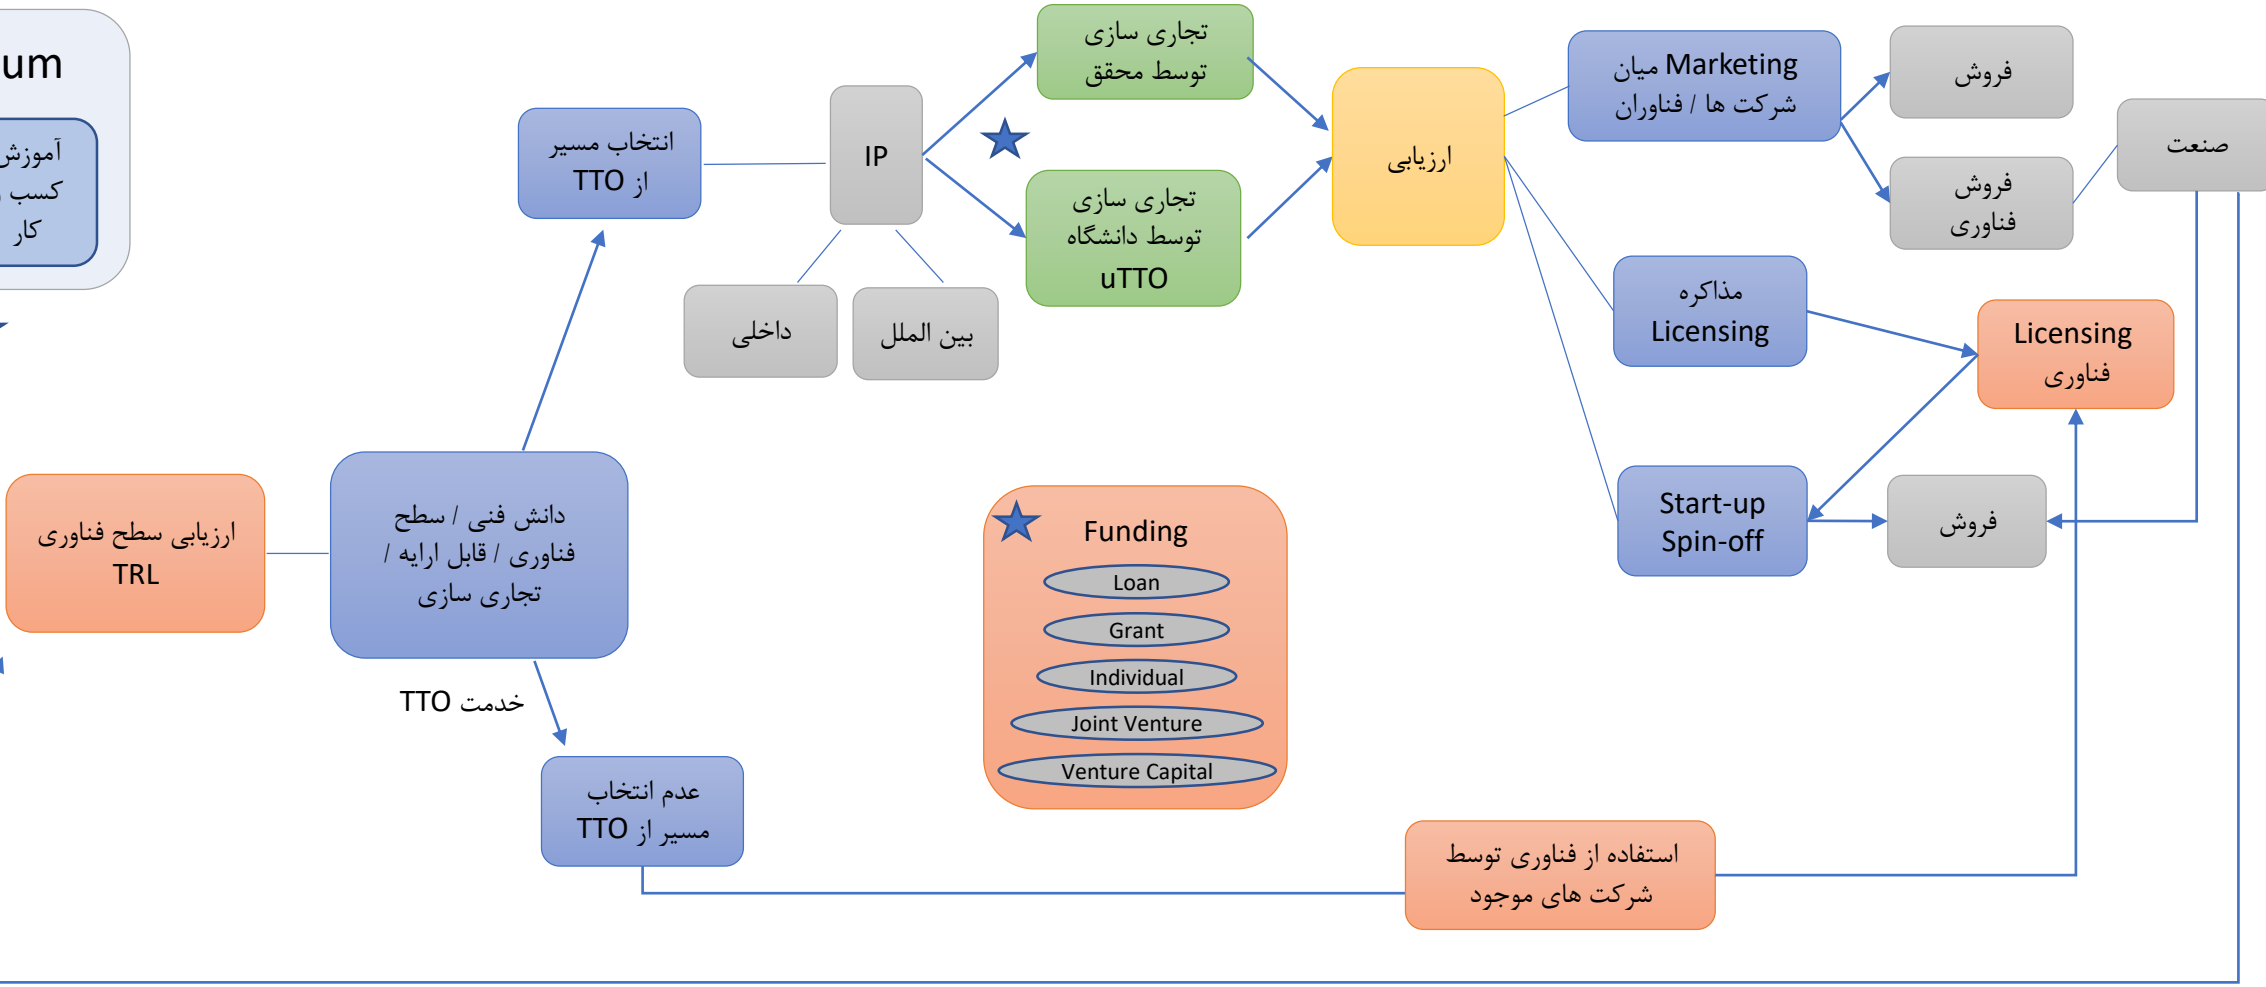 um
آموزش
کسب و
کار
ارزیابی سطح فناوری
TRL
دانش فنی / سطح
فناوری / قابل ارایه /
تجاری سازی
انتخاب مسیر
از TTO
خدمت TTO
عدم انتخاب
مسیر از TTO
IP
داخلی
بین الملل
تجاری سازی
توسط محقق
تجاری سازی
توسط دانشگاه
uTTO
ارزیابی
Marketing میان
شرکت ها / فناوران
فروش
فروش
فناوری
صنعت
مذاکره
Licensing
Licensing
فناوری
Start-up
Spin-off
فروش
Funding
Loan
Grant
Individual
Joint Venture
Venture Capital
استفاده از فناوری توسط
شرکت های موجود